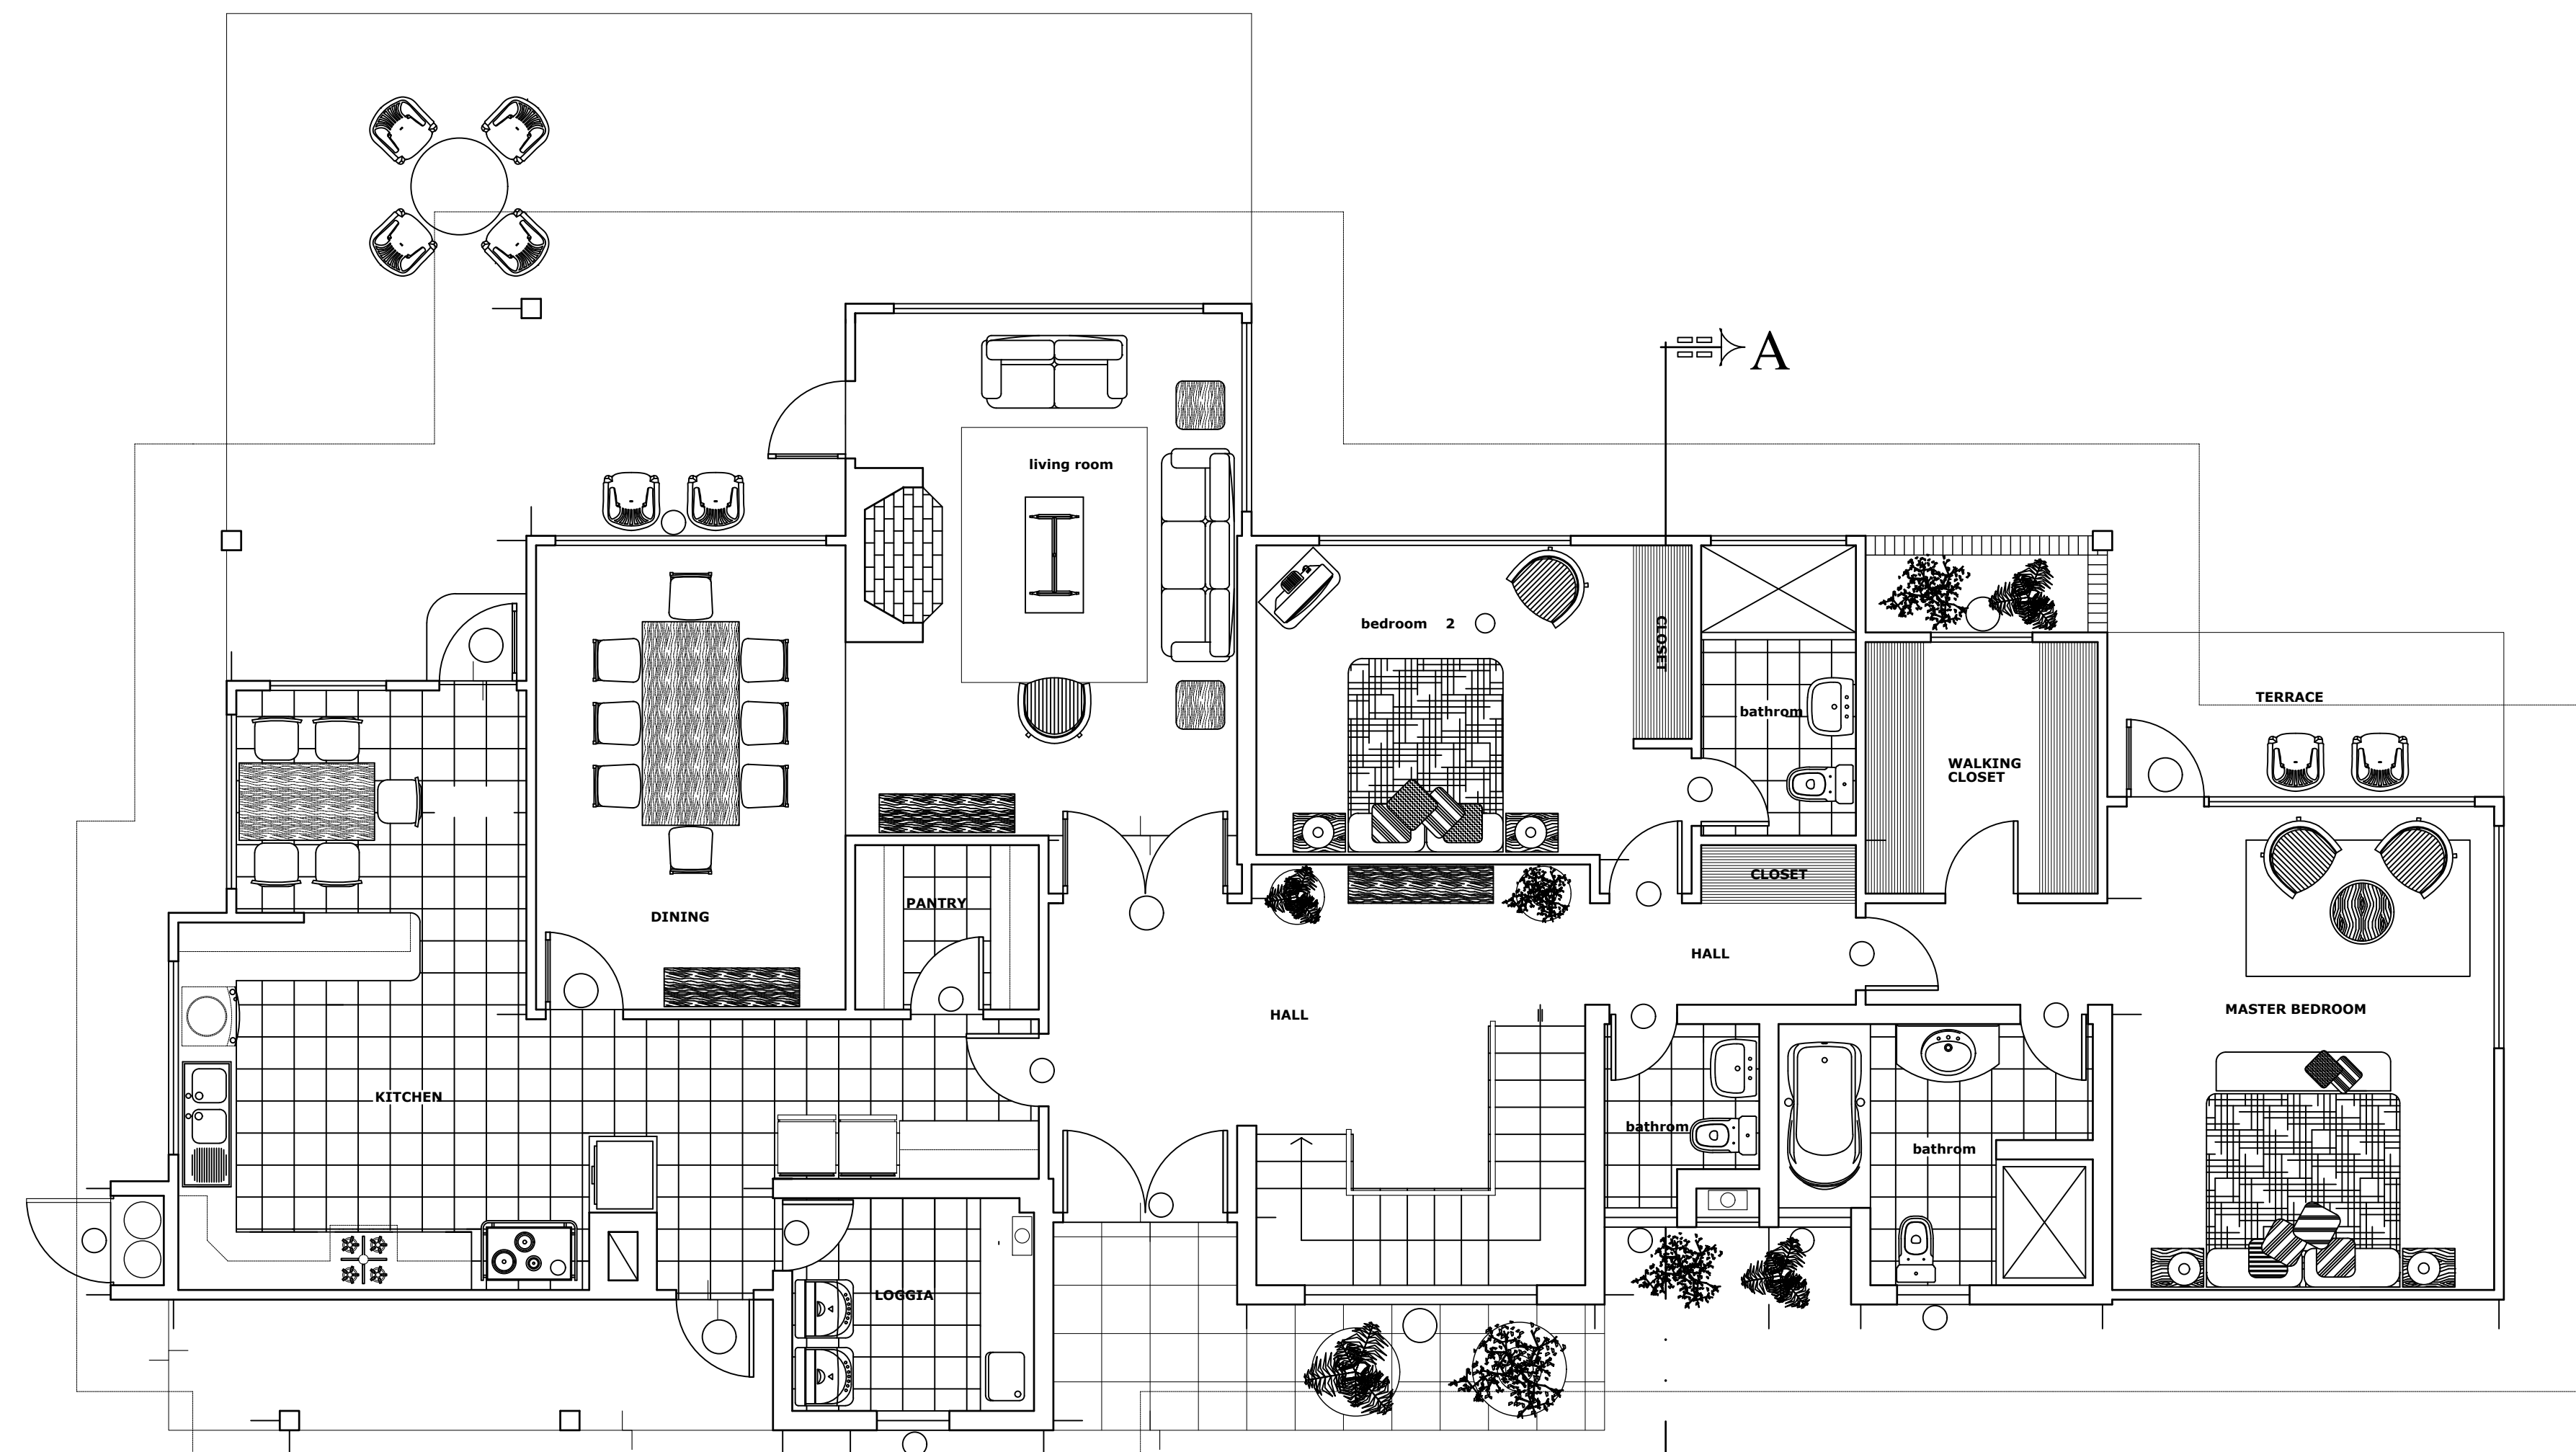 A
living room
bedroom 2
CLOSET
TERRACE
bathrom
WALKING
CLOSET
CLOSET
PANTRY
DINING
HALL
MASTER BEDROOM
HALL
KITCHEN
bathrom
bathrom
LOGGIA